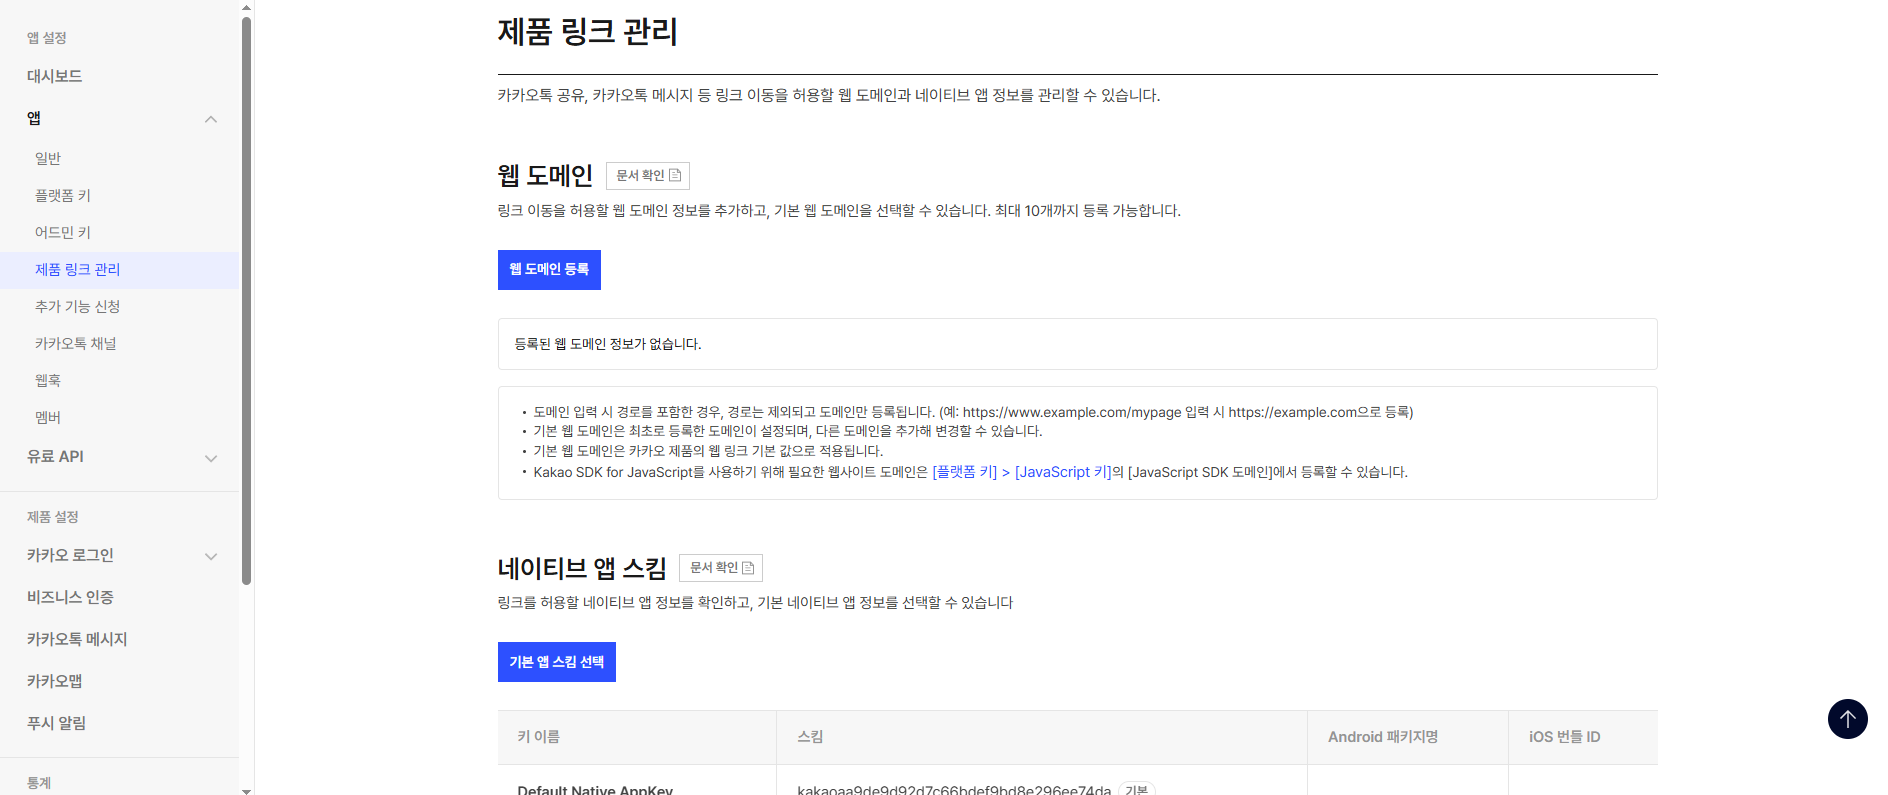 앱 설정
대시보드
앱
일반
플랫폼 키
어드민 키
제품 링크 관리
추가 기능 신청
카카오톡 채널
웹훅
멤버
유료 API
제품 설정
카카오 로그인
비즈니스 인증
카카오톡 메시지
카카오맵
푸시 알림
통계
제품 링크 관리
카카오톡 공유, 카카오톡 메시지 등 링크 이동을 허용할 웹 도메인과 네이티브 앱 정보를 관리할 수 있습니다.
웹 도메인 문서 확인
링크 이동을 허용할 웹 도메인 정보를 추가하고, 기본 웹 도메인을 선택할 수 있습니다. 최대 10개까지 등록 가능합니다.
웹 도메인 등록
등록된 웹 도메인 정보가 없습니다.
• 도메인 입력 시 경로를 포함한 경우, 경로는 제외되고 도메인만 등록됩니다. (예: https://www.example.com/mypage 입력 시 https://example.com으로 등록)
• 기본 웹 도메인은 최초로 등록한 도메인이 설정되며, 다른 도메인을 추가해 변경할 수 있습니다.
• 기본 웹 도메인은 카카오 제품의 웹 링크 기본 값으로 적용됩니다.
• Kakao SDK for JavaScript를 사용하기 위해 필요한 웹사이트 도메인은 [플랫폼 키] > [JavaScript 키]의 [JavaScript SDK 도메인]에서 등록할 수 있습니다.
네이티브 앱 스킴 문서 확인
링크를 허용할 네이티브 앱 정보를 확인하고, 기본 네이티브 앱 정보를 선택할 수 있습니다
기본 앱 스킴 선택
키 이름 스킴 Android 패키지명 iOS 번들 ID
Default Native AppKey kakaoaa9de9d92d7c66bdef9bd8e296ee74da 기본